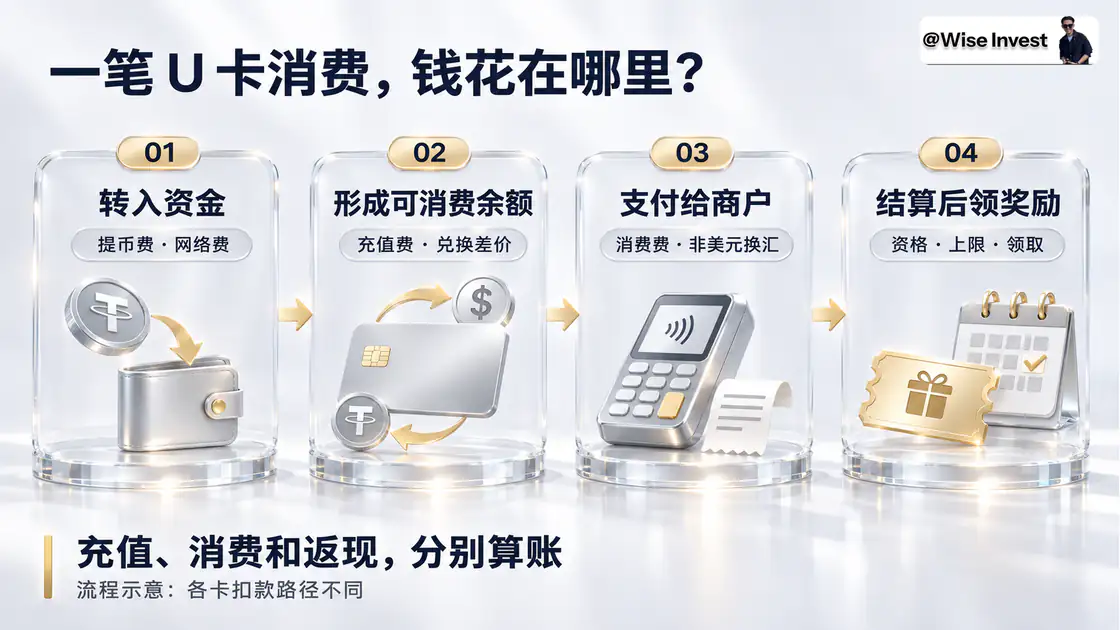 @Wise Invest
一笔 U 卡消费，钱花在哪里？
01
转入资金
提币费 · 网络费
02
形成可消费余额
充值费 · 兑换差价
03
支付给商户
消费费 · 非美元换汇
04
结算后领奖励
资格 · 上限 · 领取
充值、消费和返现，分别算账
流程示意：各卡扣款路径不同